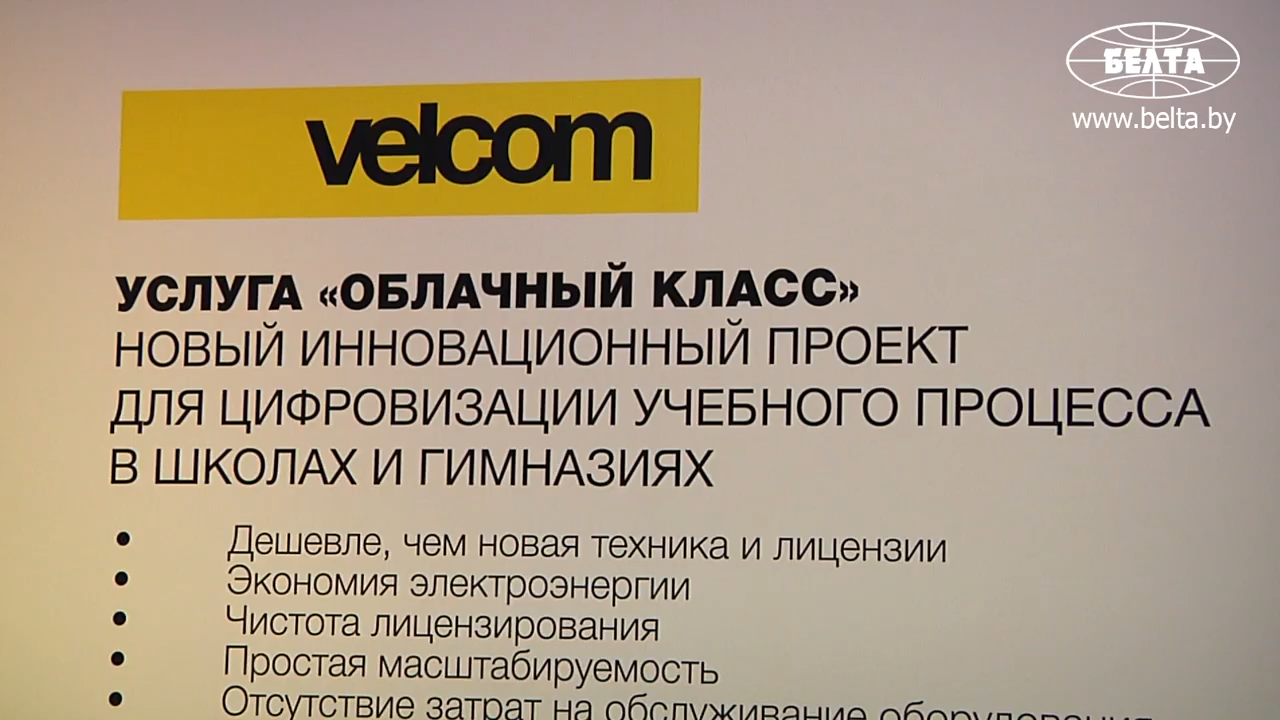 БЕЛТА
www.belta.by
velcom
УСЛУГА «ОБЛАЧНЫЙ КЛАСС»
НОВЫЙ ИННОВАЦИОННЫЙ ПРОЕКТ
ДЛЯ ЦИФРОВИЗАЦИИ УЧЕБНОГО ПРОЦЕССА
В ШКОЛАХ И ГИМНАЗИЯХ
• Дешевле, чем новая техника и лицензии
• Экономия электроэнергии
• Чистота лицензирования
• Простая масштабируемость
• Отсутствие затрат на обслуживание оборудования